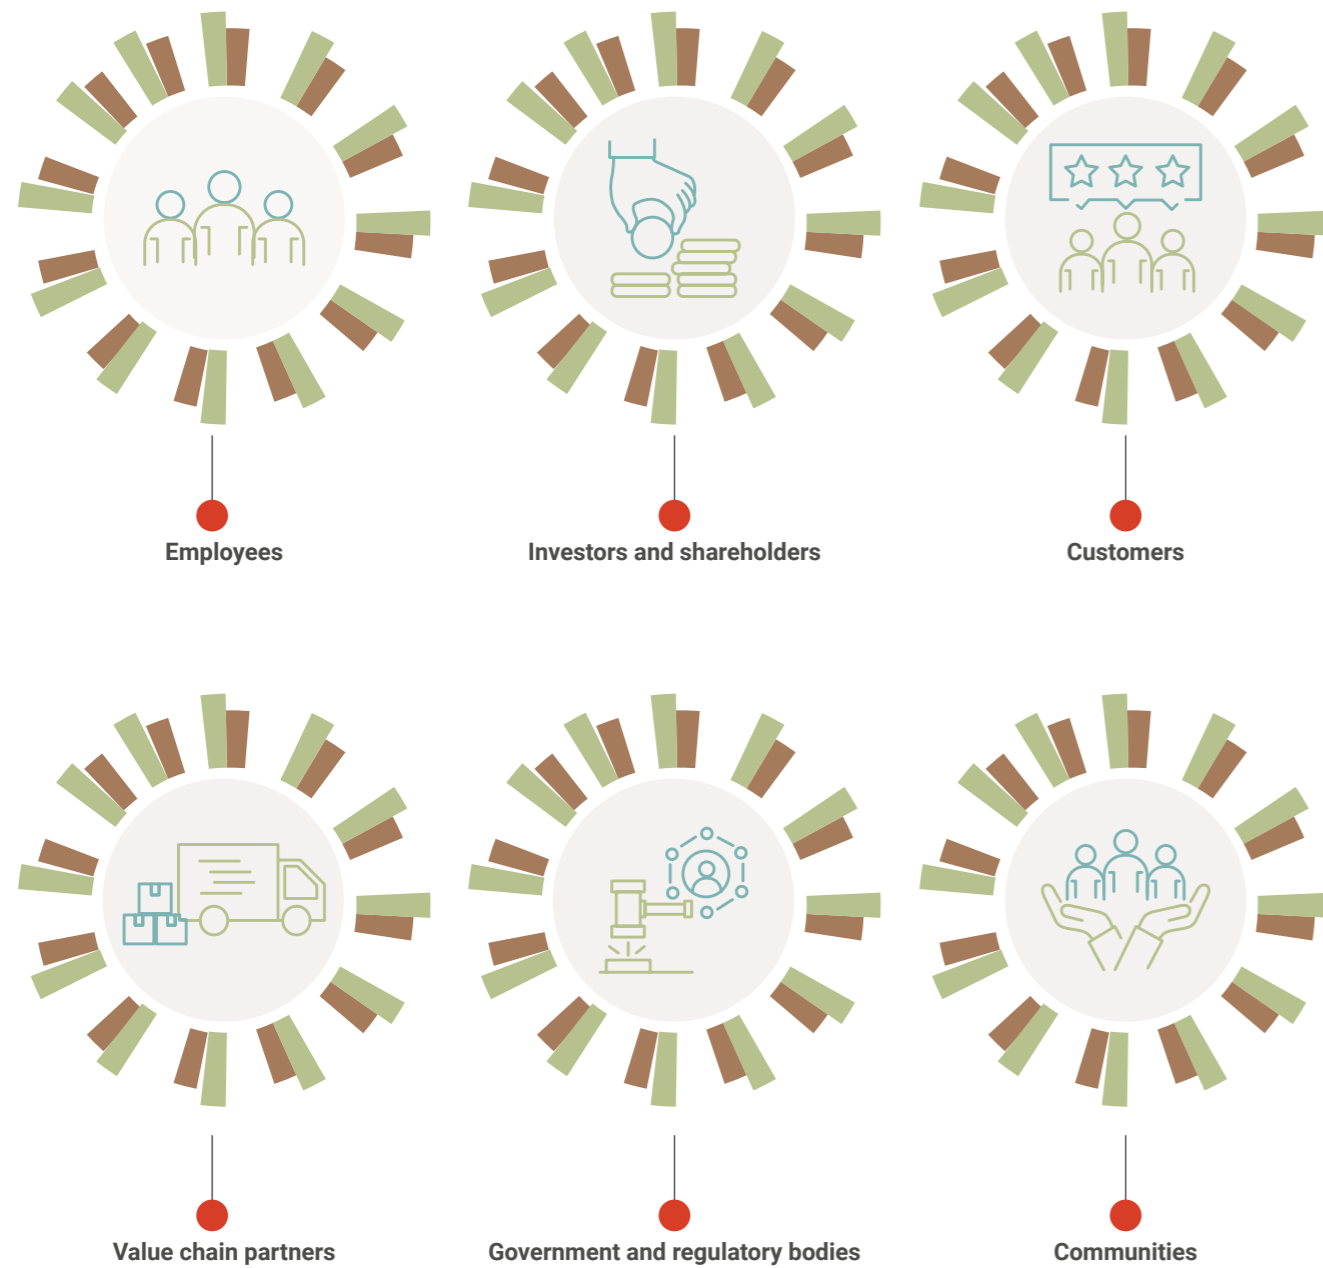 Employees
Investors and shareholders
Customers
Value chain partners
Government and regulatory bodies
Communities